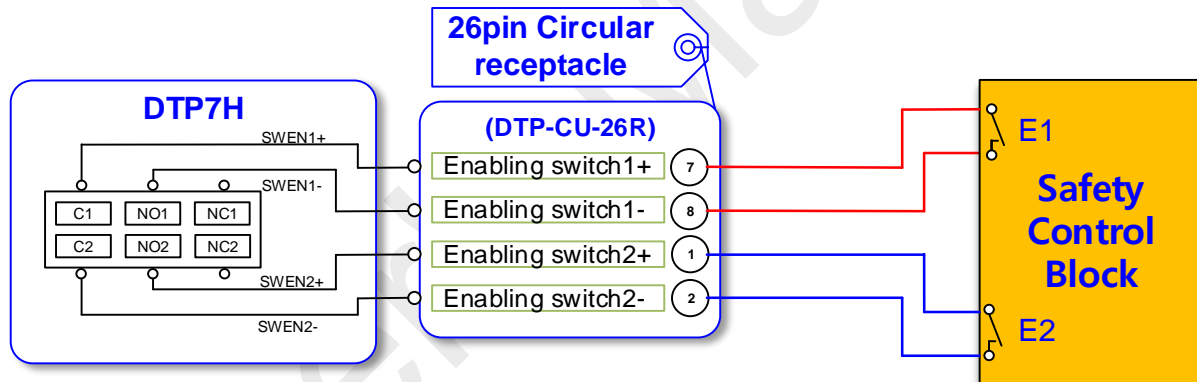 26pin Circular
receptacle
DTP7H
SWEN1+
SWEN1-
C1 NO1 NC1
C2 NO2 NC2
SWEN2+
SWEN2-
(DTP-CU-26R)
Enabling switch1+ 7
Enabling switch1- 8
Enabling switch2+ 1
Enabling switch2- 2
E1
Safety
Control
Block
E2